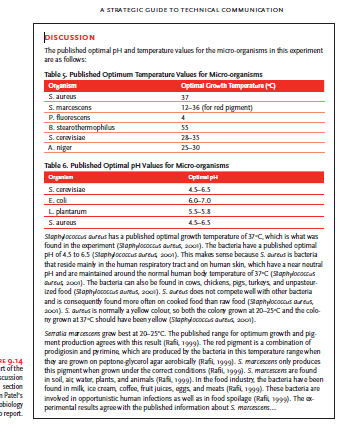 A STRATEGIC GUIDE TO TECHNICAL COMMUNICATION
DISCUSSION
The published optimal pH and temperature values for the micro-organisms in this experiment
are as follows:
Table 5. Published Optimum Temperature Values for Micro-organisms
Organism Optimal Growth Temperature (°C)
S. aureus 37
S. marcescens 12–36 (for red pigment)
P. fluorescens 4
B. stearothermophilus 55
S. cerevisiae 28–35
A. niger 25–30
Table 6. Published Optimal pH Values for Micro-organisms
Organism Optimal pH
S. cerevisiae 4.5–6.5
E. coli 6.0–7.0
L. plantarum 5.5–5.8
S. aureus 4.5–6.5
Staphylococcus aureus has a published optimal growth temperature of 37°C, which is what was
found in the experiment (Staphylococcus aureus, 2001). The bacteria have a published optimal
pH of 4.5 to 6.5 (Staphylococcus aureus, 2001). This makes sense because S. aureus is bacteria
that reside mainly in the human respiratory tract and on human skin, which have a near neutral
pH and are maintained around the normal human body temperature of 37°C (Staphylococcus
aureus, 2001). The bacteria can also be found in cows, chickens, pigs, turkeys, and unpasteur-
ized food (Staphylococcus aureus, 2001). S. aureus does not compete well with other bacteria
and is consequently found more often on cooked food than raw food (Staphylococcus aureus,
2001). S. aureus is normally a yellow colour, so both the colony grown at 20–25°C and the colo-
ny grown at 37°C should have been yellow (Staphylococcus aureus, 2001).
Serratia marcescens grew best at 20–25°C. The published range for optimum growth and pig-
ment production agrees with this result (Rafii, 1999). The red pigment is a combination of
prodigiosin and pyrimine, which are produced by the bacteria in this temperature range when
they are grown on peptone-glycerol agar aerobically (Rafii, 1999). S. marcescens only produces
this pigment when grown under the correct conditions (Rafii, 1999). S. marcescens are found
in soil, air, water, plants, and animals (Rafii, 1999). In the food industry, the bacteria have been
found in milk, ice cream, coffee, fruit juices, eggs, and meats (Rafii, 1999). These bacteria are
involved in opportunistic human infections as well as in food spoilage (Rafii, 1999). The ex-
perimental results agree with the published information about S. marcescens....
RE 9.14
rt of the
scussion
section
n Patel's
obiology
o report.